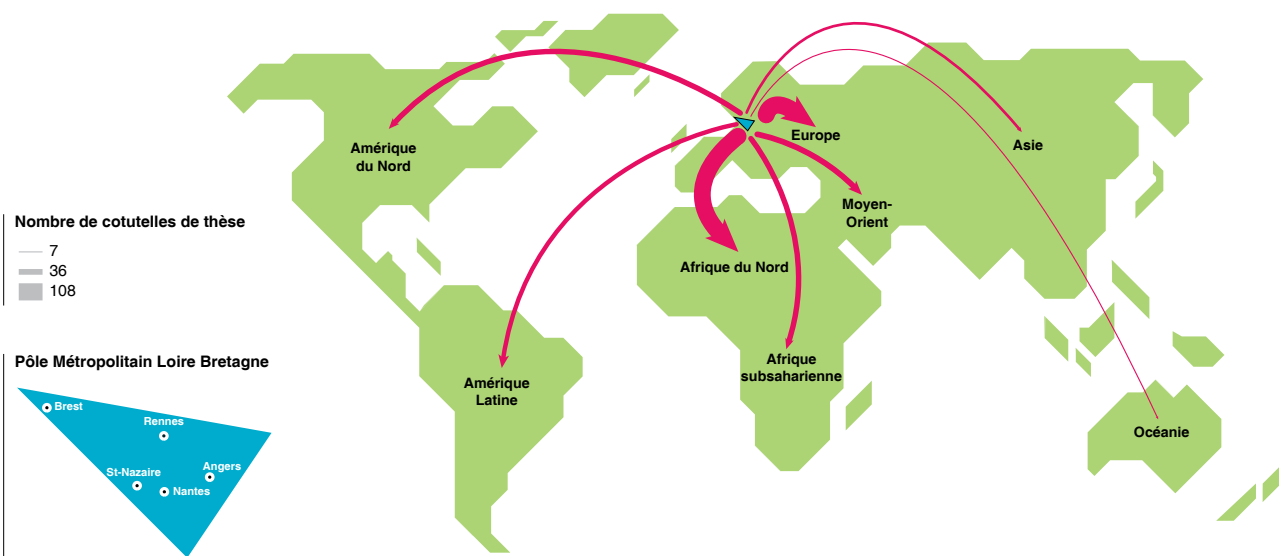 Amérique
du Nord
Europe
Asie
Moyen-
Orient
Afrique du Nord
Afrique
subsaharienne
Amérique
Latine
Océanie
Nombre de cotutelles de thèse
7
36
108
Pôle Métropolitain Loire Bretagne
Brest
Rennes
St-Nazaire
Angers
Nantes